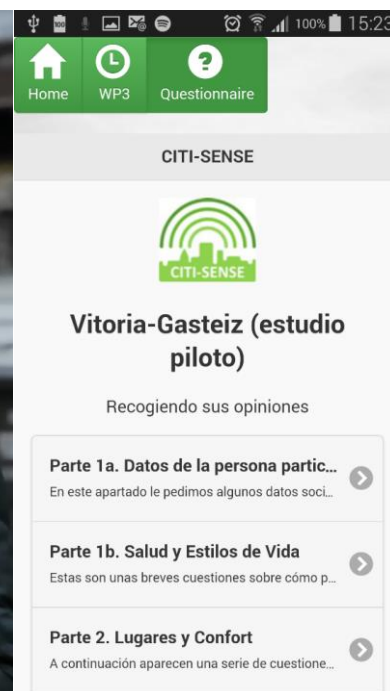 100% 15:23
Home WP3 Questionnaire
CITI-SENSE
CITI-SENSE
Vitoria-Gasteiz (estudio
piloto)
Recogiendo sus opiniones
Parte 1a. Datos de la persona partic...
En este apartado le pedimos algunos datos soci...
Parte 1b. Salud y Estilos de Vida
Estas son unas breves cuestiones sobre cómo p...
Parte 2. Lugares y Confort
A continuación aparecen una serie de cuestione...